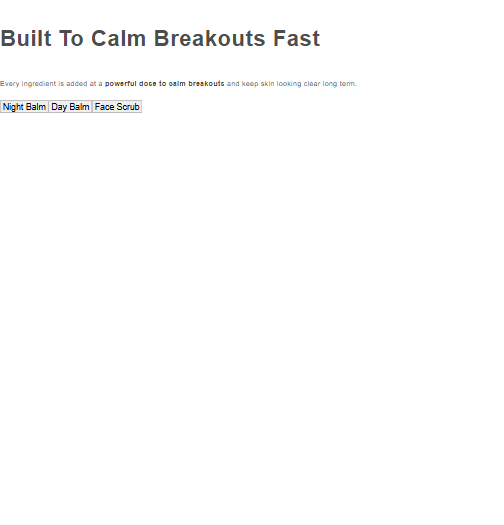 Built To Calm Breakouts Fast
Every ingredient is added at a powerful dose to calm breakouts and keep skin looking clear long term.
Night Balm Day Balm Face Scrub